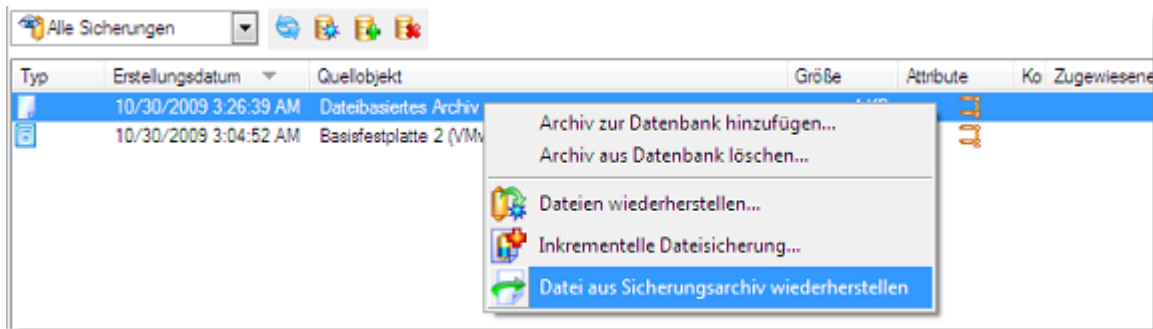 Alle Sicherungen
Typ Erstellungsdatum Quellobjekt Größe Attribute Ko Zugewiesene
10/30/2009 3:26:39 AM Dateibasiertes Archiv
10/30/2009 3:04:52 AM Basisfestplatte 2
Archiv zur Datenbank hinzufügen...
Archiv aus Datenbank löschen...
Dateien wiederherstellen...
Inkrementelle Dateisicherung...
Datei aus Sicherungsarchiv wiederherstellen